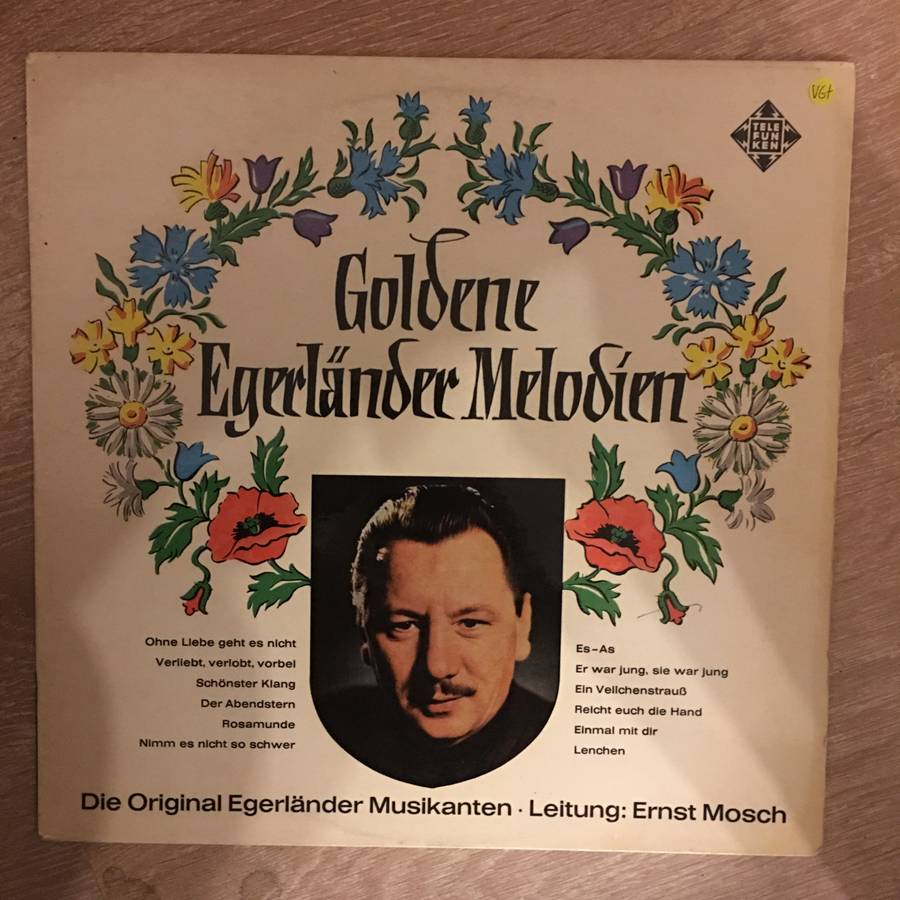 VG+
TELE
FUN
KEN
Goldene
Egerländer Melodien
Ohne Liebe geht es nicht
Verliebt, verlobt, vorbei
Schönster Klang
Der Abendstern
Rosamunde
Nimm es nicht so schwer
Es-As
Er war jung, sie war jung
Ein Veilchenstrauß
Reicht euch die Hand
Einmal mit dir
Lenchen
Die Original Egerländer Musikanten · Leitung: Ernst Mosch